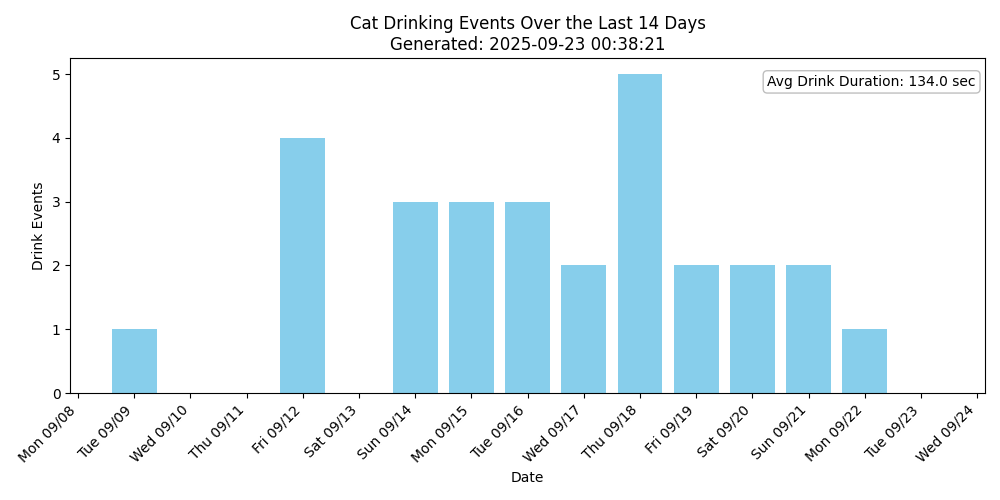 Cat Drinking Events Over the Last 14 Days
Generated: 2025-09-23 00:38:21
Avg Drink Duration: 134.0 sec
Drink Events
5
4
3
2
1
0
Mon 09/08
Tue 09/09
Wed 09/10
Thu 09/11
Fri 09/12
Sat 09/13
Sun 09/14
Mon 09/15
Tue 09/16
Wed 09/17
Thu 09/18
Fri 09/19
Sat 09/20
Sun 09/21
Mon 09/22
Tue 09/23
Wed 09/24
Date